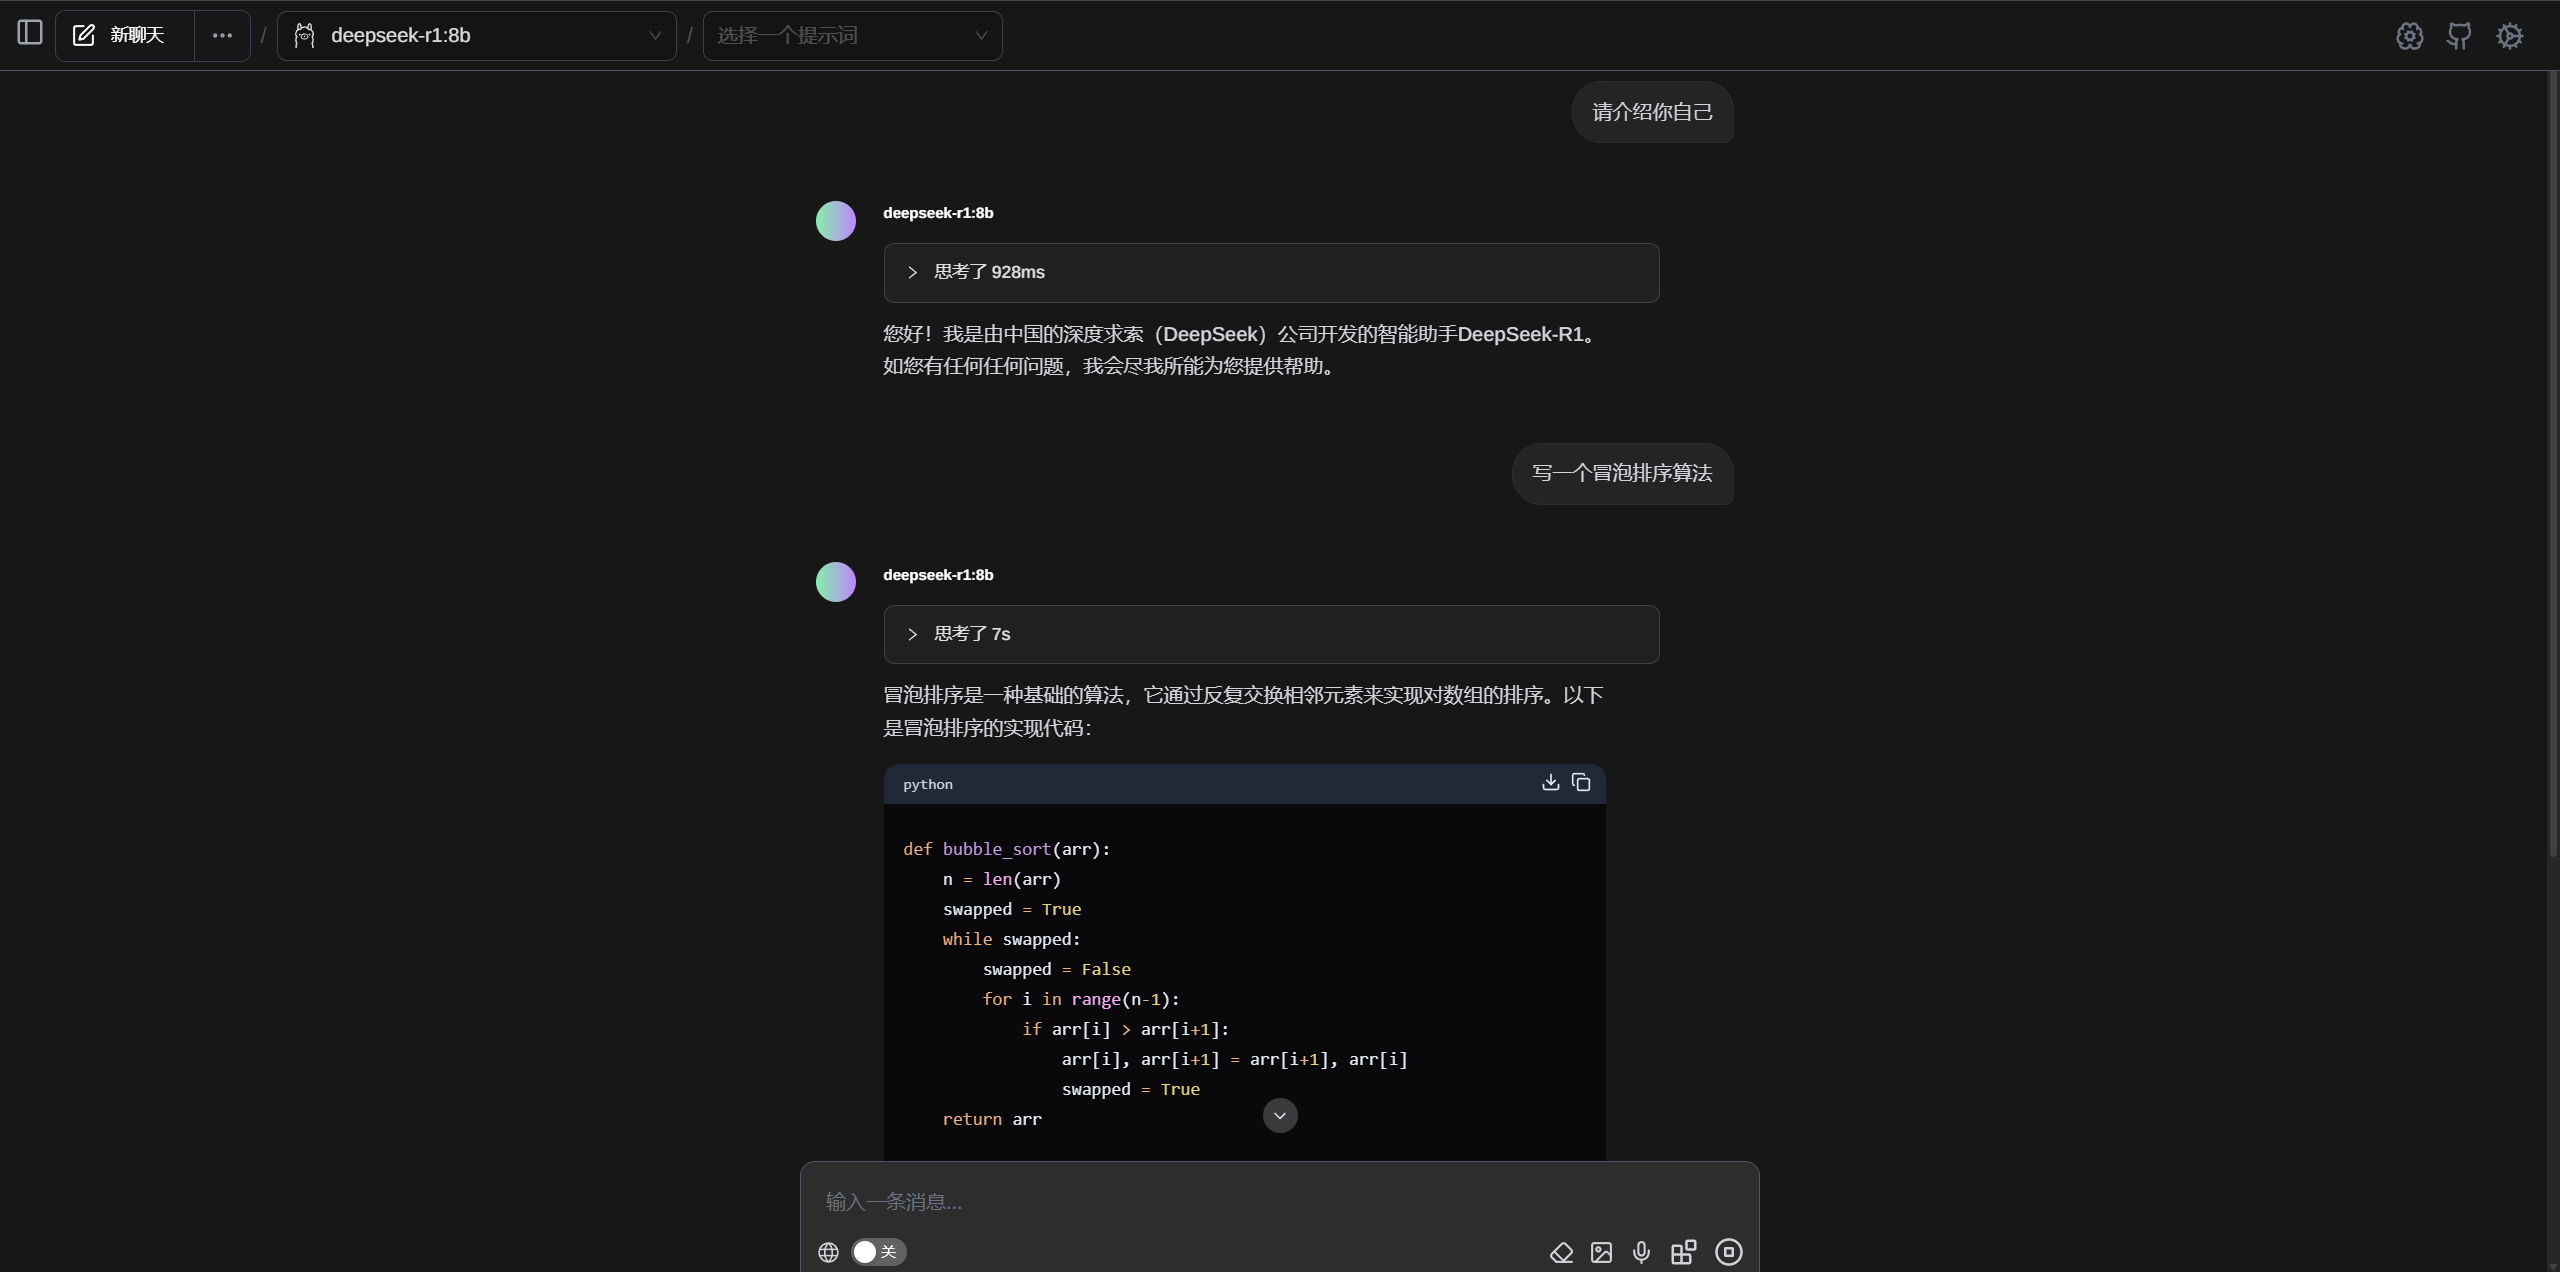 新聊天 ··· / deepseek-r1:8b / 选择一个提示词
请介绍你自己
deepseek-r1:8b
思考了 928ms
您好！我是由中国的深度求索（DeepSeek）公司开发的智能助手DeepSeek-R1。
如您有任何任何问题，我会尽我所能为您提供帮助。
写一个冒泡排序算法
deepseek-r1:8b
思考了 7s
冒泡排序是一种基础的算法，它通过反复交换相邻元素来实现对数组的排序。以下
是冒泡排序的实现代码：
python
def bubble_sort(arr):
    n = len(arr)
    swapped = True
    while swapped:
        swapped = False
        for i in range(n-1):
            if arr[i] > arr[i+1]:
                arr[i], arr[i+1] = arr[i+1], arr[i]
                swapped = True
    return arr
输入一条消息...
关